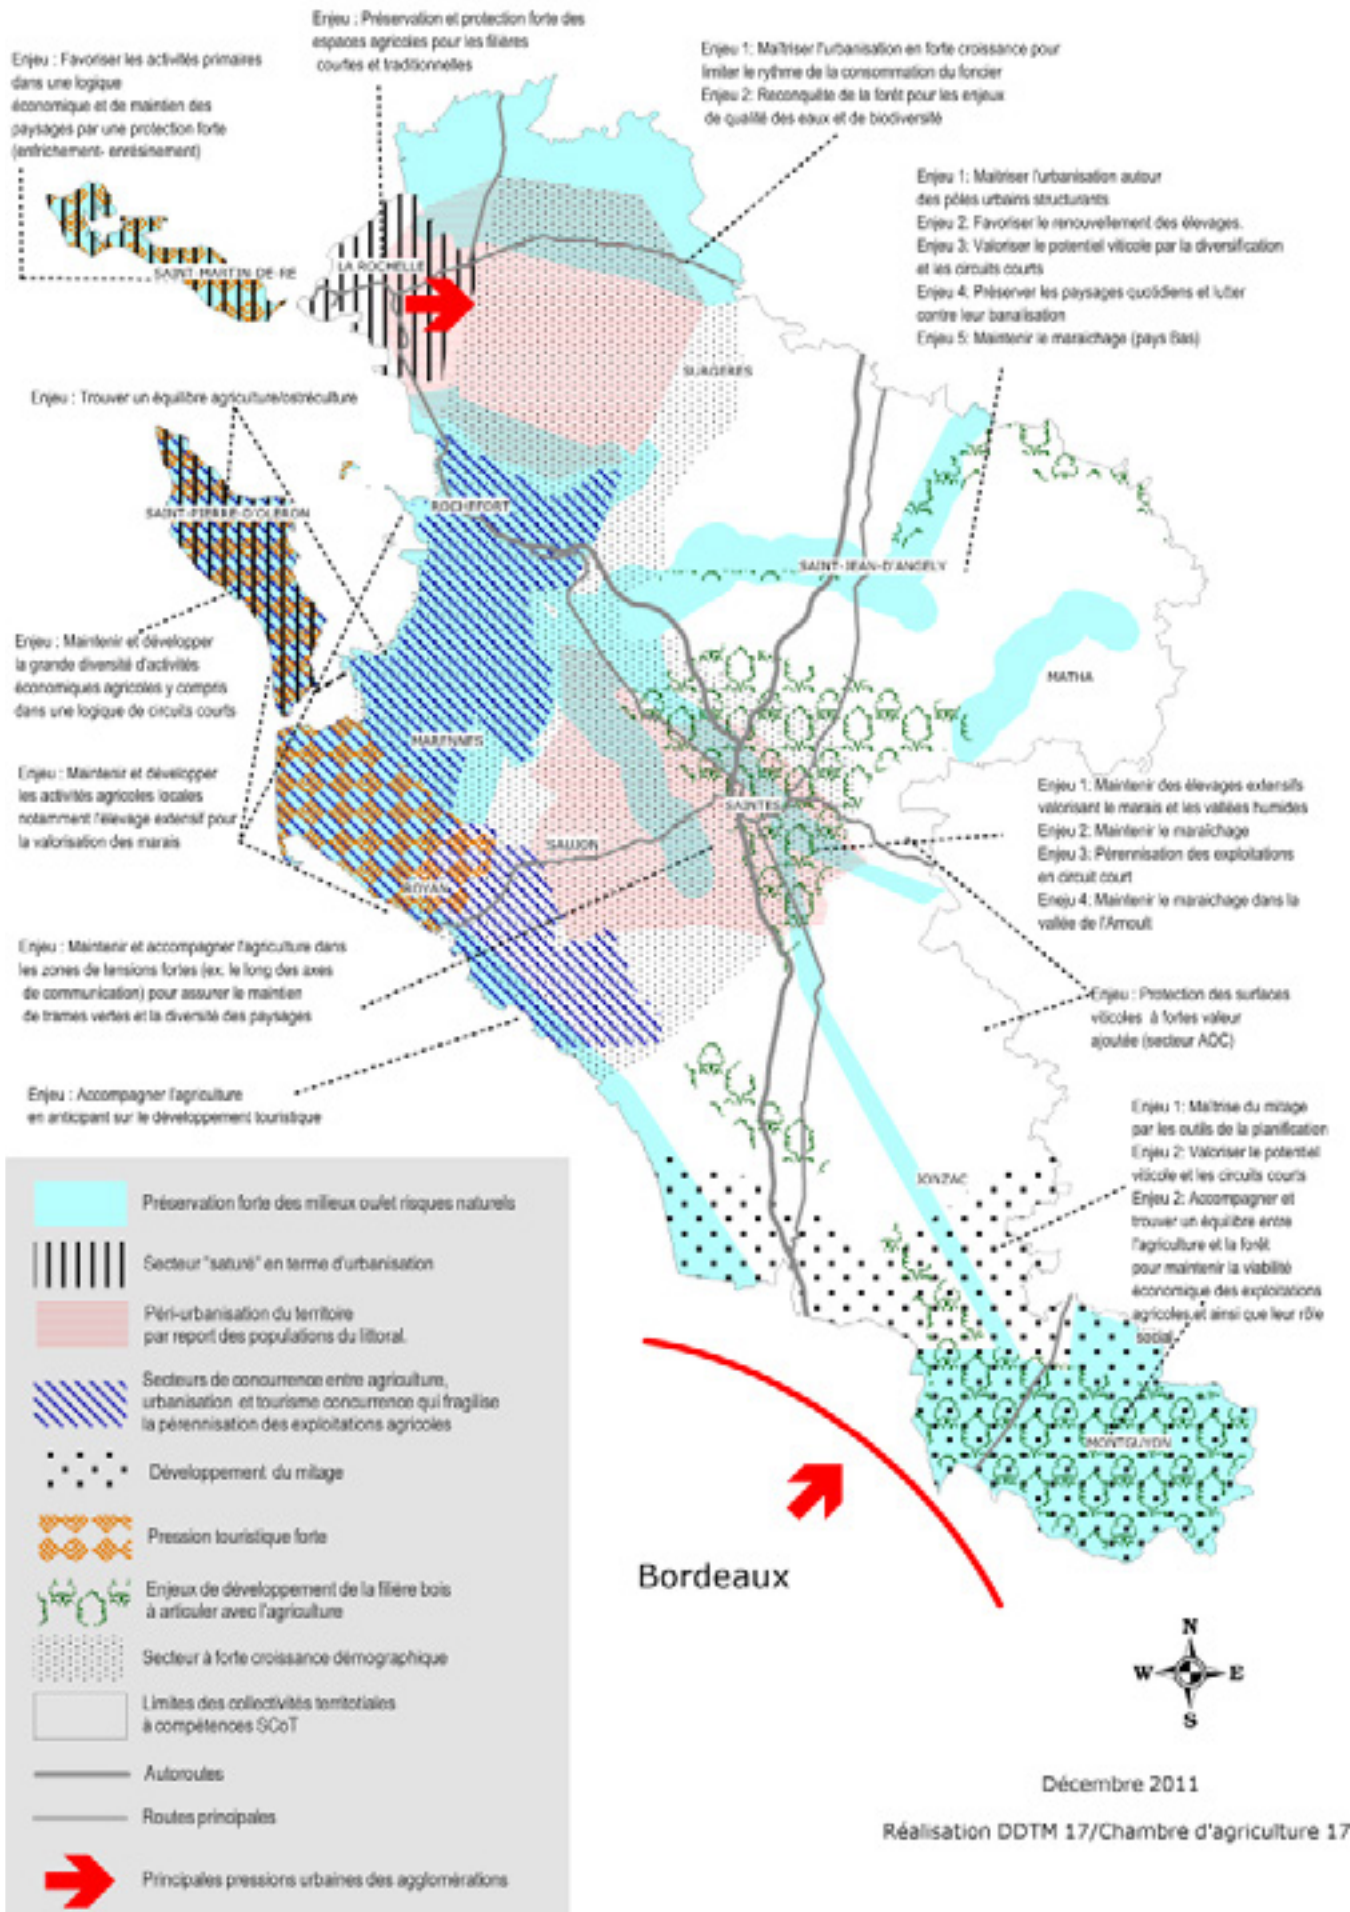 Enjeu : Préservation et protection forte des
espaces agricoles pour les filières
courtes et traditionnelles
Enjeu : Favoriser les activités primaires
dans une logique
économique et de maintien des
paysages par une protection forte
(enfrichement- enrésinement)
Enjeu 1: Maîtriser l'urbanisation en forte croissance pour
limiter le rythme de la consommation du foncier
Enjeu 2: Reconquête de la forêt pour les enjeux
de qualité des eaux et de biodiversité
Enjeu 1: Maitriser l'urbanisation autour
des pôles urbains structurants
Enjeu 2: Favoriser le renouvellement des élevages.
Enjeu 3: Valoriser le potentiel viticole par la diversification
et les circuits courts
Enjeu 4: Préserver les paysages quotidiens et lutter
contre leur banalisation
Enjeu 5: Maintenir le maraichage (pays Bas)
SAINT-MARTIN-DE-RE
LA ROCHELLE
SURGERES
Enjeu : Trouver un équilibre agriculture/ostréculture
ROCHEFORT
SAINT-PIERRE-D'OLERON
SAINT-JEAN-D'ANGELY
Enjeu : Maintenir et développer
la grande diversité d'activités
économiques agricoles y compris
dans une logique de circuits courts
MATHA
MARENNES
Enjeu : Maintenir et développer
les activités agricoles locales
notamment l'élevage extensif pour
la valorisation des marais
SAINTES
SAUJON
ROYAN
Enjeu 1: Maintenir des élevages extensifs
valorisant le marais et les vallées humides
Enjeu 2: Maintenir le maraîchage
Enjeu 3: Pérennisation des exploitations
en circuit court
Eneju 4: Maintenir le maraichage dans la
vallée de l'Arnoult
Enjeu : Maintenir et accompagner l'agriculture dans
les zones de tensions fortes (ex. le long des axes
de communication) pour assurer le maintien
de trames vertes et la diversité des paysages
Enjeu : Protection des surfaces
viticoles à fortes valeur
ajoutée (secteur AOC)
Enjeu : Accompagner l'agriculture
en anticipant sur le développement touristique
Enjeu 1: Maîtrise du mitage
par les outils de la planification
Enjeu 2: Valoriser le potentiel
viticole et les circuits courts
Enjeu 2: Accompagner et
trouver un équilibre entre
l'agriculture et la forêt
pour maintenir la viabilité
économique des exploitations
agricoles,et ainsi que leur rôle
social
JONZAC
MONTGUYON
Bordeaux
Préservation forte des milieux ou/et risques naturels
Secteur "saturé" en terme d'urbanisation
Péri-urbanisation du territoire
par report des populations du littoral.
Secteurs de concurrence entre agriculture,
urbanisation et tourisme concurrence qui fragilise
la pérennisation des exploitations agricoles
Développement du mitage
Pression touristique forte
Enjeux de développement de la filière bois
à articuler avec l'agriculture
Secteur à forte croissance démographique
Limites des collectivités territotiales
à compétences SCoT
Autoroutes
Routes principales
Principales pressions urbaines des agglomérations
N
W
E
S
Décembre 2011
Réalisation DDTM 17/Chambre d'agriculture 17